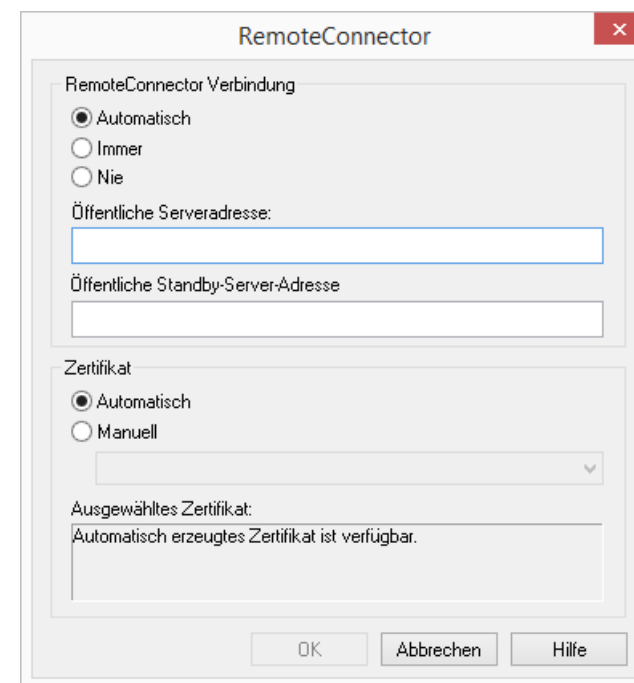 RemoteConnector
RemoteConnector Verbindung
Automatisch
Immer
Nie
Öffentliche Serveradresse:
Öffentliche Standby-Server-Adresse
Zertifikat
Automatisch
Manuell
Ausgewähltes Zertifikat:
Automatisch erzeugtes Zertifikat ist verfügbar.
OK Abbrechen Hilfe